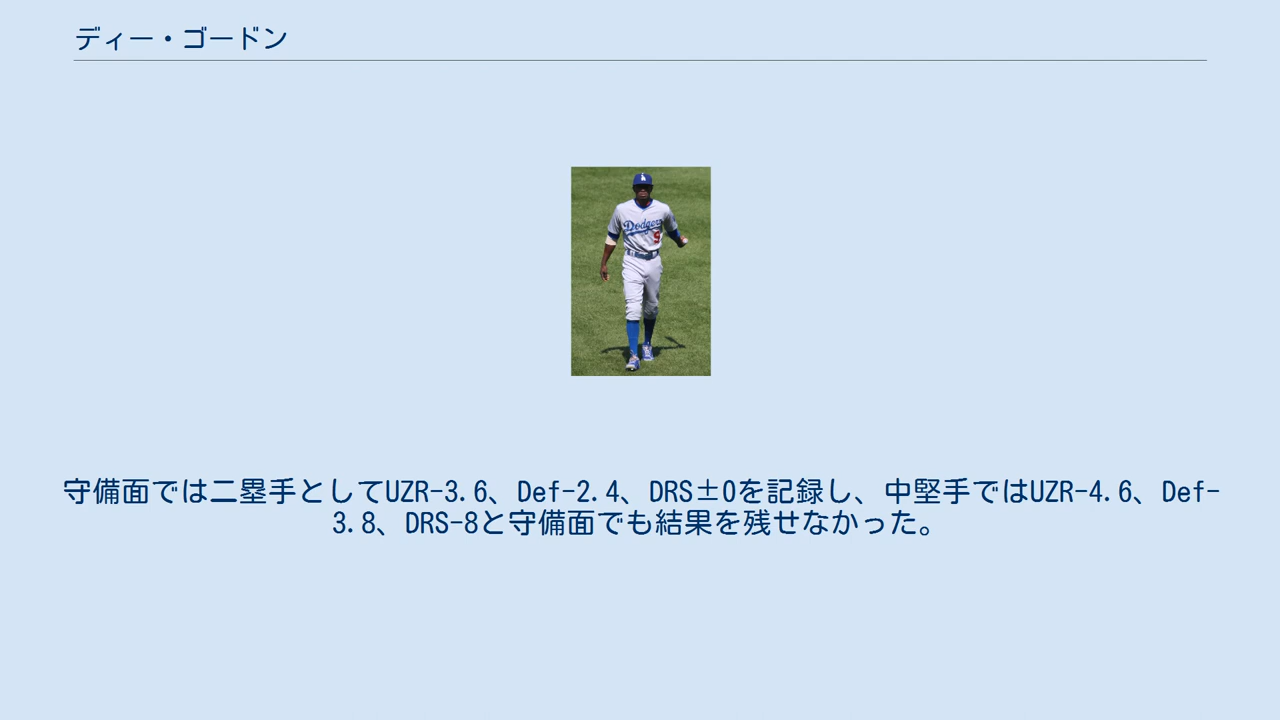 ディー・ゴードン
Dodgers
9
守備面では二塁手としてUZR-3.6、Def-2.4、DRS±0を記録し、中堅手ではUZR-4.6、Def-
3.8、DRS-8と守備面でも結果を残せなかった。